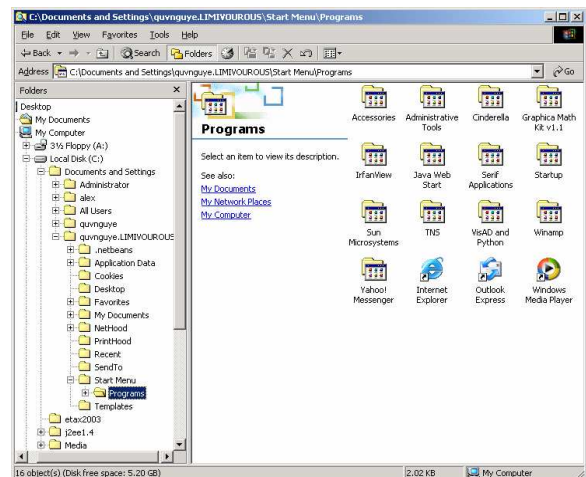 C:\Documents and Settings\quvnguye.LIMIVOUROUS\Start Menu\Programs
File Edit View Favorites Tools Help
Back Search Folders
Address C:\Documents and Settings\quvnguye.LIMIVOUROUS\Start Menu\Programs Go
Folders
Desktop
My Documents
My Computer
3½ Floppy (A:)
Local Disk (C:)
Documents and Settings
Administrator
alex
All Users
quvnguye
quvnguye.LIMIVOUROUS
.netbeans
Application Data
Cookies
Desktop
Favorites
My Documents
NetHood
PrintHood
Recent
SendTo
Start Menu
Programs
Templates
etax2003
j2ee1.4
Media
Programs
Select an item to view its description.
See also:
My Documents
My Network Places
My Computer
Accessories
Administrative
Tools
Cinderella
Graphica Math
Kit v1.1
IrfanView
Java Web
Start
Serif
Applications
Startup
Sun
Microsystems
TNS
VisAD and
Python
Winamp
Yahoo!
Messenger
Internet
Explorer
Outlook
Express
Windows
Media Player
16 object(s) (Disk free space: 5.20 GB) 2.02 KB My Computer